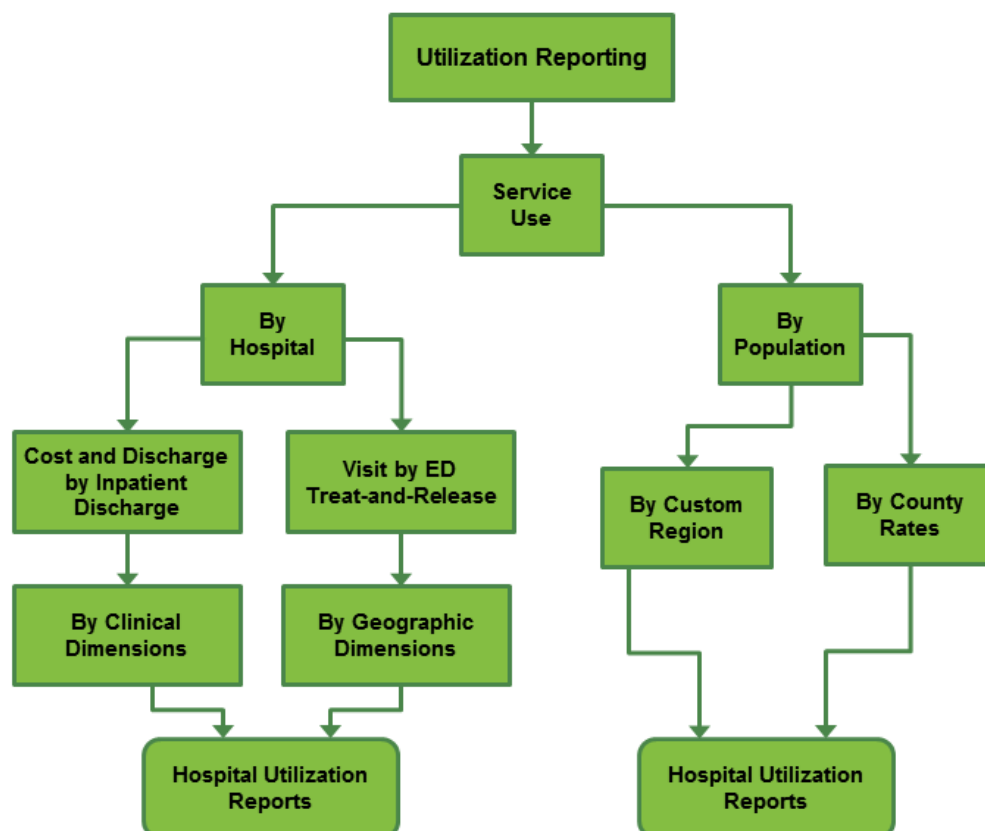 Utilization Reporting
Service
Use
By
Hospital
By
Population
Cost and Discharge
by Inpatient
Discharge
Visit by ED
Treat-and-Release
By Custom
Region
By County
Rates
By Clinical
Dimensions
By Geographic
Dimensions
Hospital Utilization
Reports
Hospital Utilization
Reports